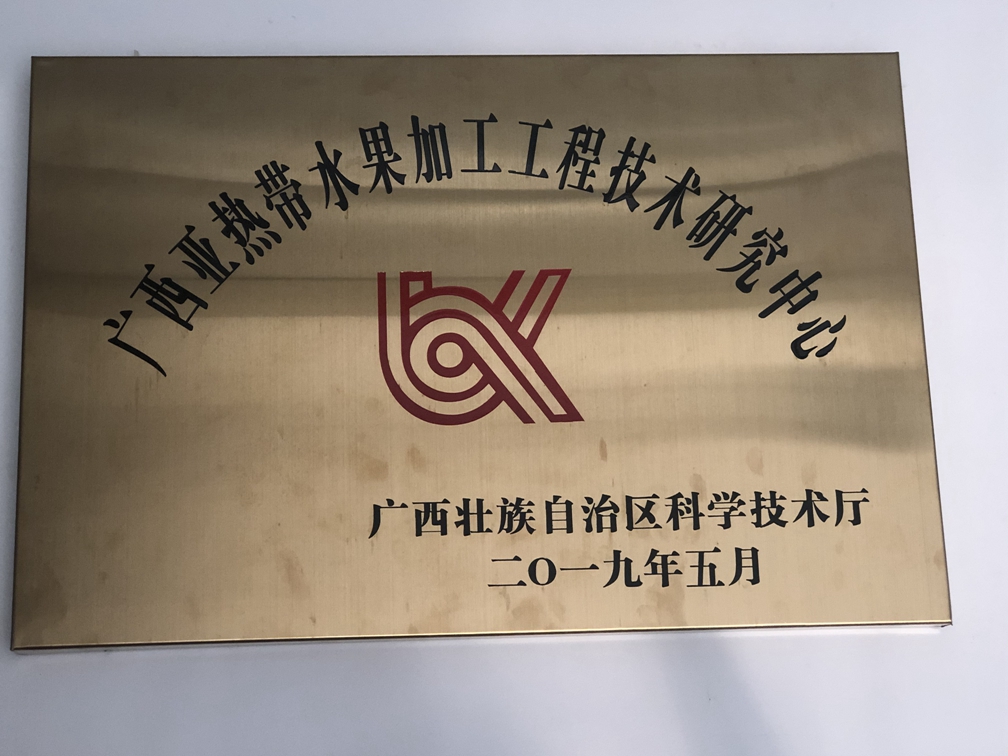 广西亚热带水果加工工程技术研究中心
广西壮族自治区科学技术厅
二O一九年五月